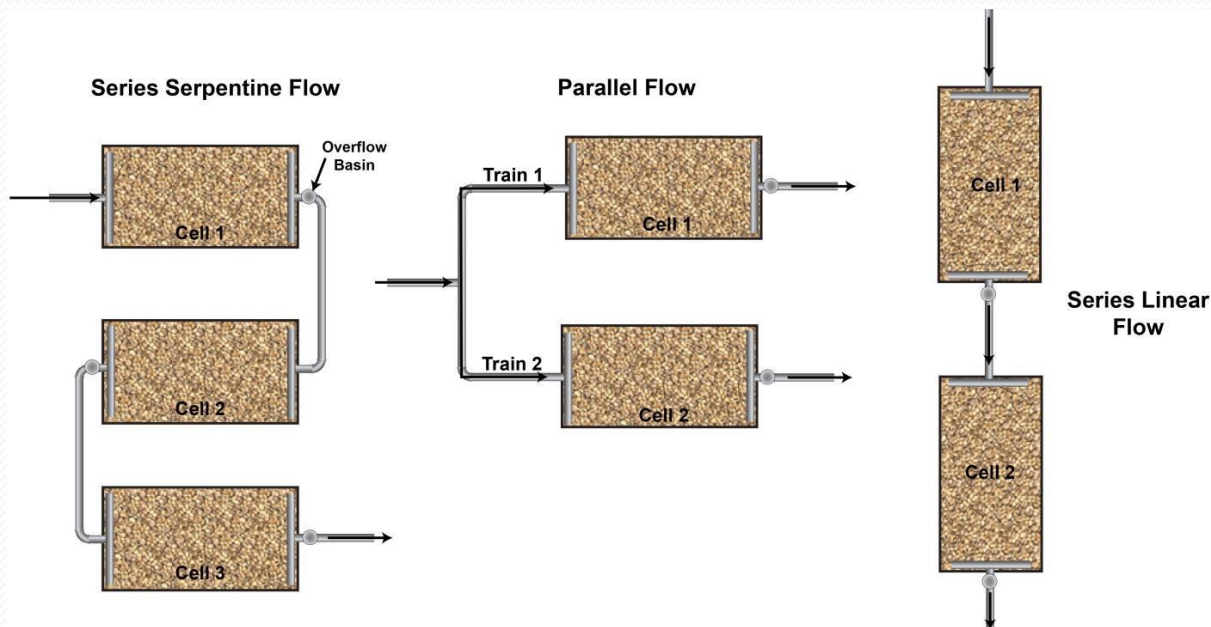 Series Serpentine Flow
Overflow
Basin
Cell 1
Cell 2
Cell 3
Parallel Flow
Train 1
Cell 1
Train 2
Cell 2
Cell 1
Series Linear
Flow
Cell 2